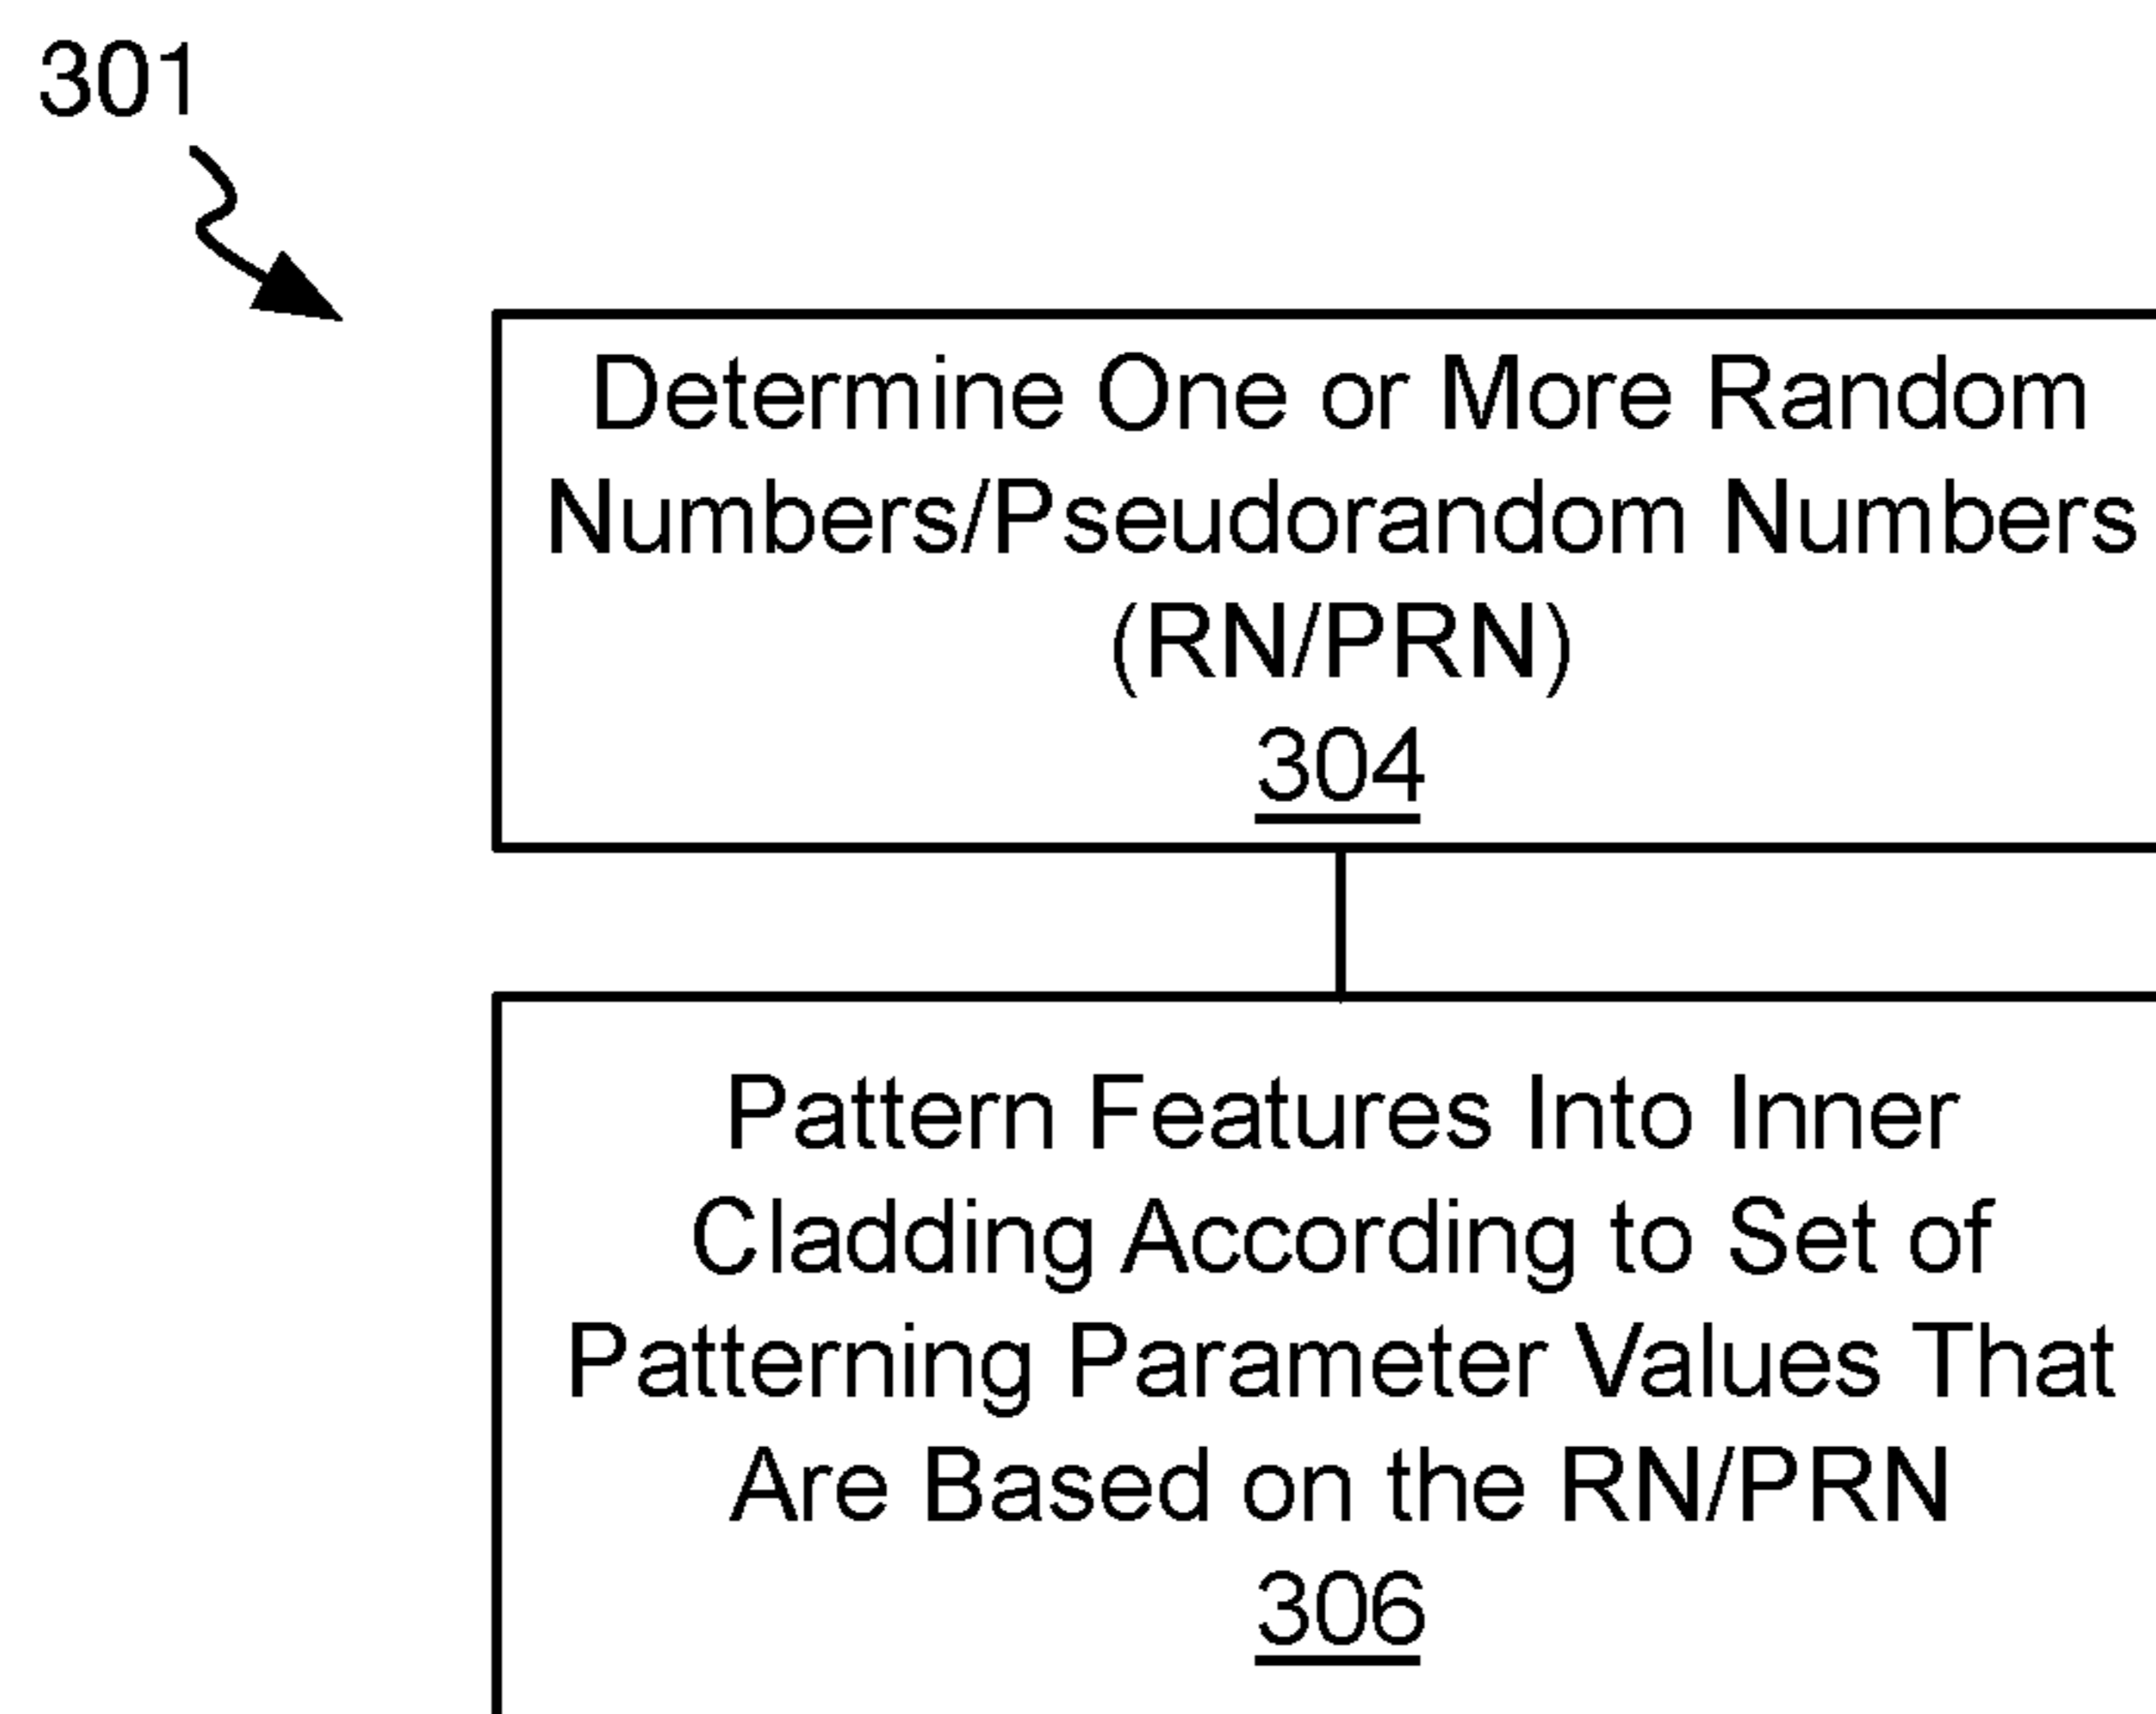 301
Determine One or More Random
Numbers/Pseudorandom Numbers
(RN/PRN)
304
Pattern Features Into Inner
Cladding According to Set of
Patterning Parameter Values That
Are Based on the RN/PRN
306